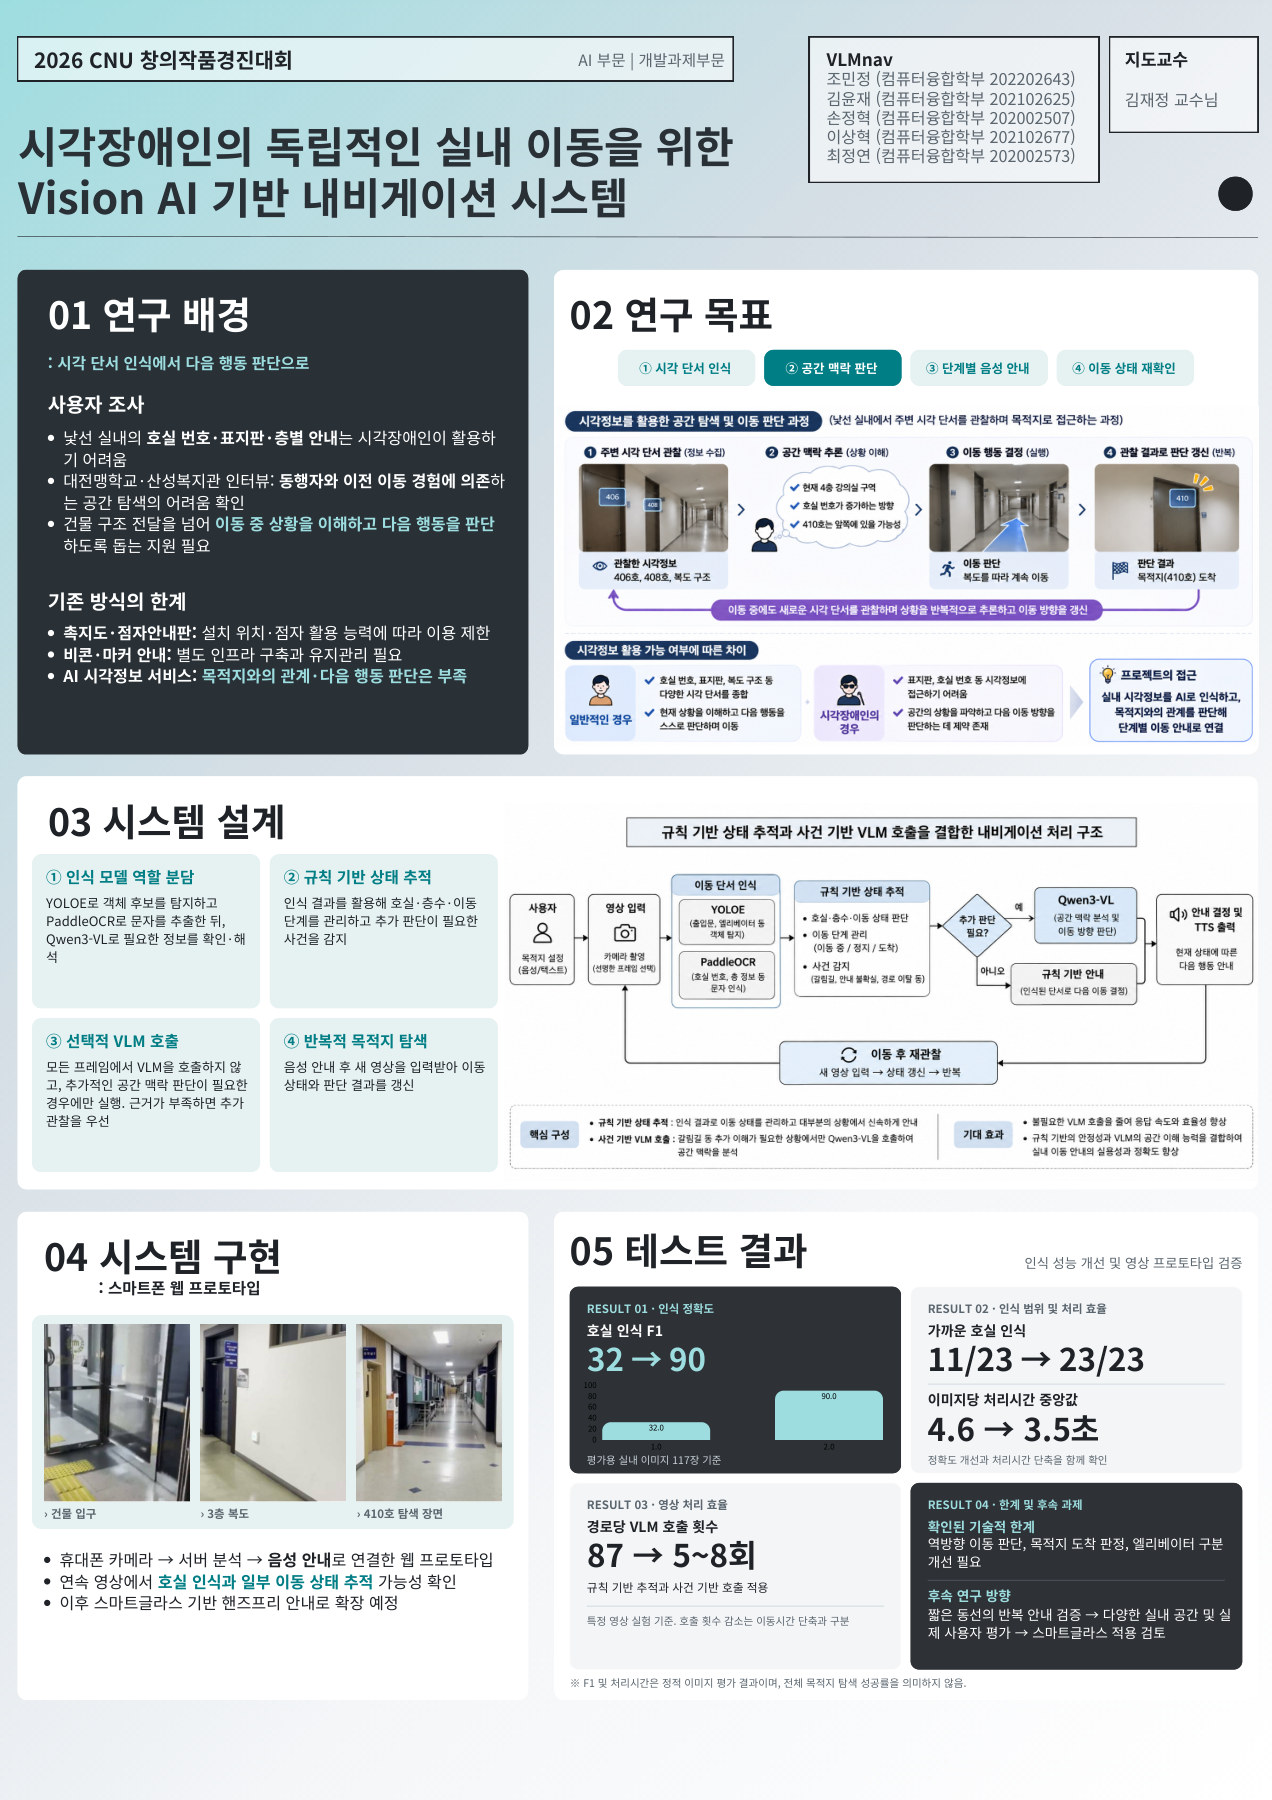 2026 CNU 창의작품경진대회
AI 부문 | 개발과제부문
VLMnav
조민정 (컴퓨터융합학부 202202643)
김윤재 (컴퓨터융합학부 202102625)
손정혁 (컴퓨터융합학부 202002507)
이상혁 (컴퓨터융합학부 202102677)
최정연 (컴퓨터융합학부 202002573)
지도교수
김재정 교수님
시각장애인의 독립적인 실내 이동을 위한
Vision AI 기반 내비게이션 시스템
01 연구 배경
: 시각 단서 인식에서 다음 행동 판단으로
사용자 조사
• 낯선 실내의 호실 번호·표지판·층별 안내는 시각장애인이 활용하
기 어려움
• 대전맹학교·산성복지관 인터뷰: 동행자와 이전 이동 경험에 의존하
는 공간 탐색의 어려움 확인
• 건물 구조 전달을 넘어 이동 중 상황을 이해하고 다음 행동을 판단
하도록 돕는 지원 필요
기존 방식의 한계
• 촉지도·점자안내판: 설치 위치·점자 활용 능력에 따라 이용 제한
• 비콘·마커 안내: 별도 인프라 구축과 유지관리 필요
• AI 시각정보 서비스: 목적지와의 관계·다음 행동 판단은 부족
02 연구 목표
① 시각 단서 인식
② 공간 맥락 판단
③ 단계별 음성 안내
④ 이동 상태 재확인
시각정보를 활용한 공간 탐색 및 이동 판단 과정
(낯선 실내에서 주변 시각 단서를 관찰하며 목적지로 접근하는 과정)
1 주변 시각 단서 관찰 (정보 수집)
406
408
관찰한 시각정보
406호, 408호, 복도 구조
2 공간 맥락 추론 (상황 이해)
현재 4층 강의실 구역
호실 번호가 증가하는 방향
410호는 앞쪽에 있을 가능성
3 이동 행동 결정 (실행)
이동 판단
복도를 따라 계속 이동
4 관찰 결과로 판단 갱신 (반복)
410
판단 결과
목적지(410호) 도착
이동 중에도 새로운 시각 단서를 관찰하며 상황을 반복적으로 추론하고 이동 방향을 갱신
시각정보 활용 가능 여부에 따른 차이
일반적인 경우
호실 번호, 표지판, 복도 구조 등
다양한 시각 단서를 종합
현재 상황을 이해하고 다음 행동을
스스로 판단하며 이동
시각장애인의
경우
표지판, 호실 번호 등 시각정보에
접근하기 어려움
공간의 상황을 파악하고 다음 이동 방향을
판단하는 데 제약 존재
프로젝트의 접근
실내 시각정보를 AI로 인식하고,
목적지와의 관계를 판단해
단계별 이동 안내로 연결
03 시스템 설계
① 인식 모델 역할 분담
YOLOE로 객체 후보를 탐지하고
PaddleOCR로 문자를 추출한 뒤,
Qwen3-VL로 필요한 정보를 확인·해
석
② 규칙 기반 상태 추적
인식 결과를 활용해 호실·층수·이동
단계를 관리하고 추가 판단이 필요한
사건을 감지
③ 선택적 VLM 호출
모든 프레임에서 VLM을 호출하지 않
고, 추가적인 공간 맥락 판단이 필요한
경우에만 실행. 근거가 부족하면 추가
관찰을 우선
④ 반복적 목적지 탐색
음성 안내 후 새 영상을 입력받아 이동
상태와 판단 결과를 갱신
규칙 기반 상태 추적과 사건 기반 VLM 호출을 결합한 내비게이션 처리 구조
사용자
목적지 설정
(음성/텍스트)
영상 입력
카메라 촬영
(선명한 프레임 선택)
이동 단서 인식
YOLOE
(출입문, 엘리베이터 등
객체 탐지)
PaddleOCR
(호실 번호, 층 정보 등
문자 인식)
규칙 기반 상태 추적
• 호실·층수·이동 상태 판단
• 이동 단계 관리
(이동 중 / 정지 / 도착)
• 사건 감지
(갈림길, 안내 불확실, 경로 이탈 등)
추가 판단
필요?
예
아니오
Qwen3-VL
(공간 맥락 분석 및
이동 방향 판단)
규칙 기반 안내
(인식된 단서로 다음 이동 결정)
안내 결정 및
TTS 출력
현재 상태에 따른
다음 행동 안내
이동 후 재관찰
새 영상 입력 → 상태 갱신 → 반복
핵심 구성
• 규칙 기반 상태 추적 : 인식 결과로 이동 상태를 관리하고 대부분의 상황에서 신속하게 안내
• 사건 기반 VLM 호출 : 갈림길 등 추가 이해가 필요한 상황에서만 Qwen3-VL을 호출하여
공간 맥락을 분석
기대 효과
• 불필요한 VLM 호출을 줄여 응답 속도와 효율성 향상
• 규칙 기반의 안정성과 VLM의 공간 이해 능력을 결합하여
실내 이동 안내의 실용성과 정확도 향상
04 시스템 구현
: 스마트폰 웹 프로토타입
› 건물 입구
› 3층 복도
› 410호 탐색 장면
• 휴대폰 카메라 → 서버 분석 → 음성 안내로 연결한 웹 프로토타입
• 연속 영상에서 호실 인식과 일부 이동 상태 추적 가능성 확인
• 이후 스마트글라스 기반 핸즈프리 안내로 확장 예정
05 테스트 결과
인식 성능 개선 및 영상 프로토타입 검증
RESULT 01 · 인식 정확도
호실 인식 F1
32 → 90
100
80
60
40
20
0
32.0
90.0
1.0
2.0
평가용 실내 이미지 117장 기준
RESULT 02 · 인식 범위 및 처리 효율
가까운 호실 인식
11/23 → 23/23
이미지당 처리시간 중앙값
4.6 → 3.5초
정확도 개선과 처리시간 단축을 함께 확인
RESULT 03 · 영상 처리 효율
경로당 VLM 호출 횟수
87 → 5~8회
규칙 기반 추적과 사건 기반 호출 적용
특정 영상 실험 기준. 호출 횟수 감소는 이동시간 단축과 구분
RESULT 04 · 한계 및 후속 과제
확인된 기술적 한계
역방향 이동 판단, 목적지 도착 판정, 엘리베이터 구분
개선 필요
후속 연구 방향
짧은 동선의 반복 안내 검증 → 다양한 실내 공간 및 실
제 사용자 평가 → 스마트글라스 적용 검토
※ F1 및 처리시간은 정적 이미지 평가 결과이며, 전체 목적지 탐색 성공률을 의미하지 않음.